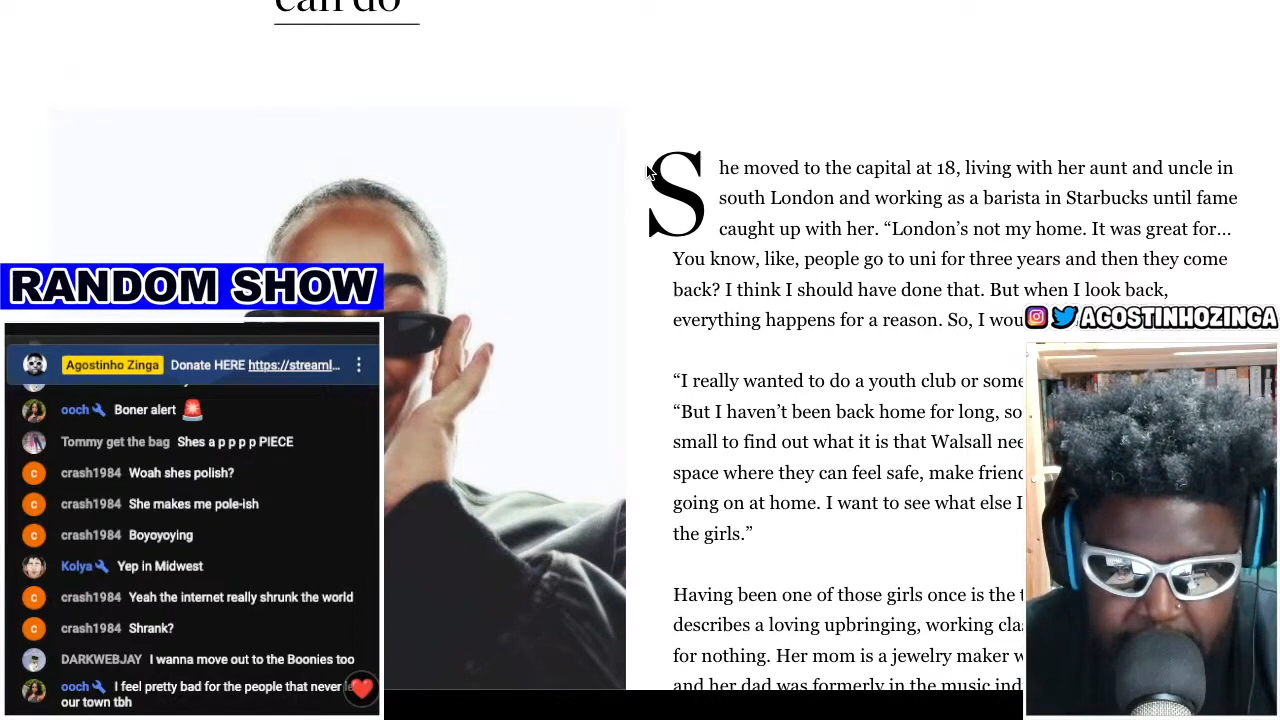 can do
She moved to the capital at 18, living with her aunt and uncle in
south London and working as a barista in Starbucks until fame
caught up with her. “London’s not my home. It was great for...
You know, like, people go to uni for three years and then they come
back? I think I should have done that. But when I look back,
everything happens for a reason. So, I wou
“I really wanted to do a youth club or some
“But I haven’t been back home for long, so
small to find out what it is that Walsall nee
space where they can feel safe, make frienc
going on at home. I want to see what else I
the girls.”
Having been one of those girls once is the
describes a loving upbringing, working cla
for nothing. Her mom is a jewelry maker w
and her dad was formerly in the music ind
RANDOM SHOW
Agostinho Zinga Donate HERE https://streaml...
ooch Boner alert
Tommy get the bag Shes a p p p p PIECE
crash1984 Woah shes polish?
crash1984 She makes me pole-ish
crash1984 Boyoyoying
Kolya Yep in Midwest
crash1984 Yeah the internet really shrunk the world
crash1984 Shrank?
DARKWEBJAY I wanna move out to the Boonies too
ooch I feel pretty bad for the people that never
our town tbh
AGOSTINHOZINGA